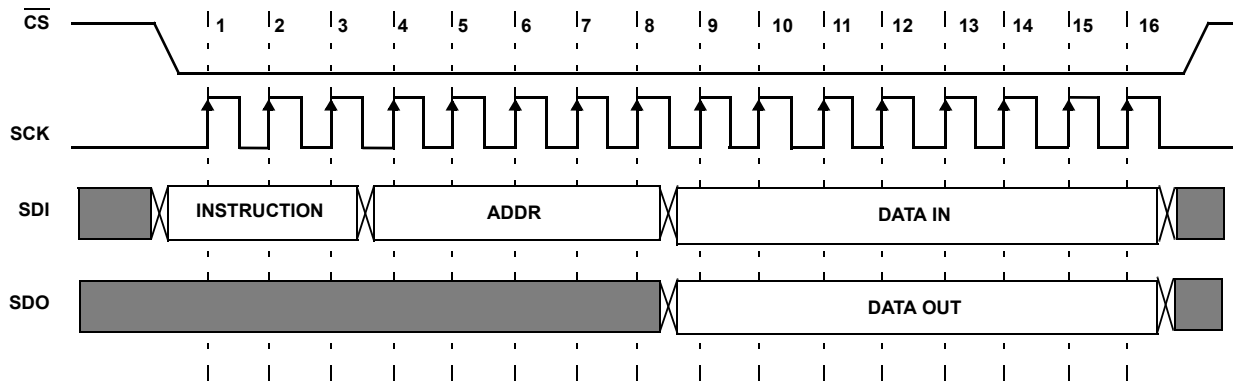 CS 1 2 3 4 5 6 7 8 9 10 11 12 13 14 15 16
SCK
SDI INSTRUCTION ADDR DATA IN
SDO DATA OUT